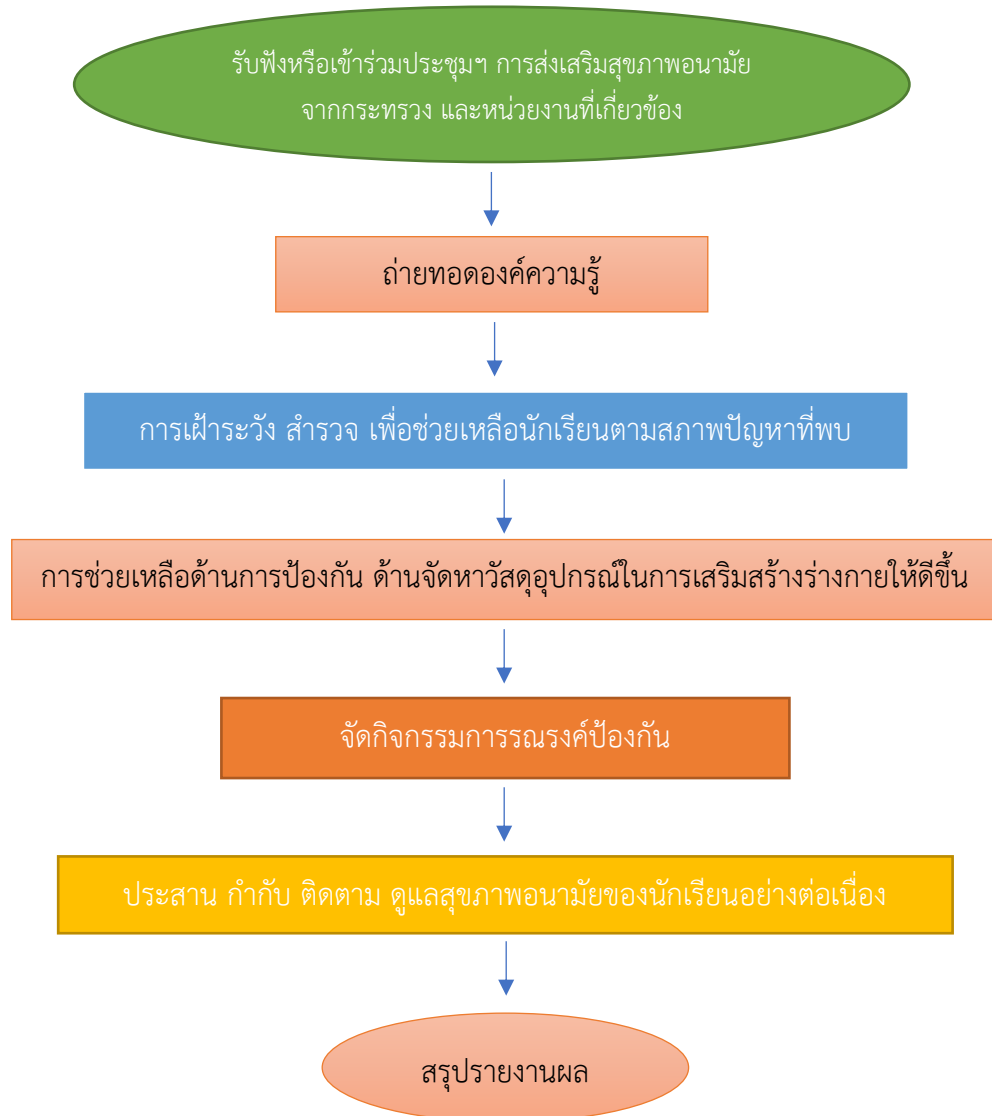 รับฟังหรือเข้าร่วมประชุมฯ การส่งเสริมสุขภาพอนามัย
จากกระทรวง และหน่วยงานที่เกี่ยวข้อง
ถ่ายทอดองค์ความรู้
การเฝ้าระวัง สำรวจ เพื่อช่วยเหลือนักเรียนตามสภาพปัญหาที่พบ
การช่วยเหลือด้านการป้องกัน ด้านจัดหาวัสดุอุปกรณ์ในการเสริมสร้างร่างกายให้ดีขึ้น
จัดกิจกรรมการรณรงค์ป้องกัน
ประสาน กำกับ ติดตาม ดูแลสุขภาพอนามัยของนักเรียนอย่างต่อเนื่อง
สรุปรายงานผล